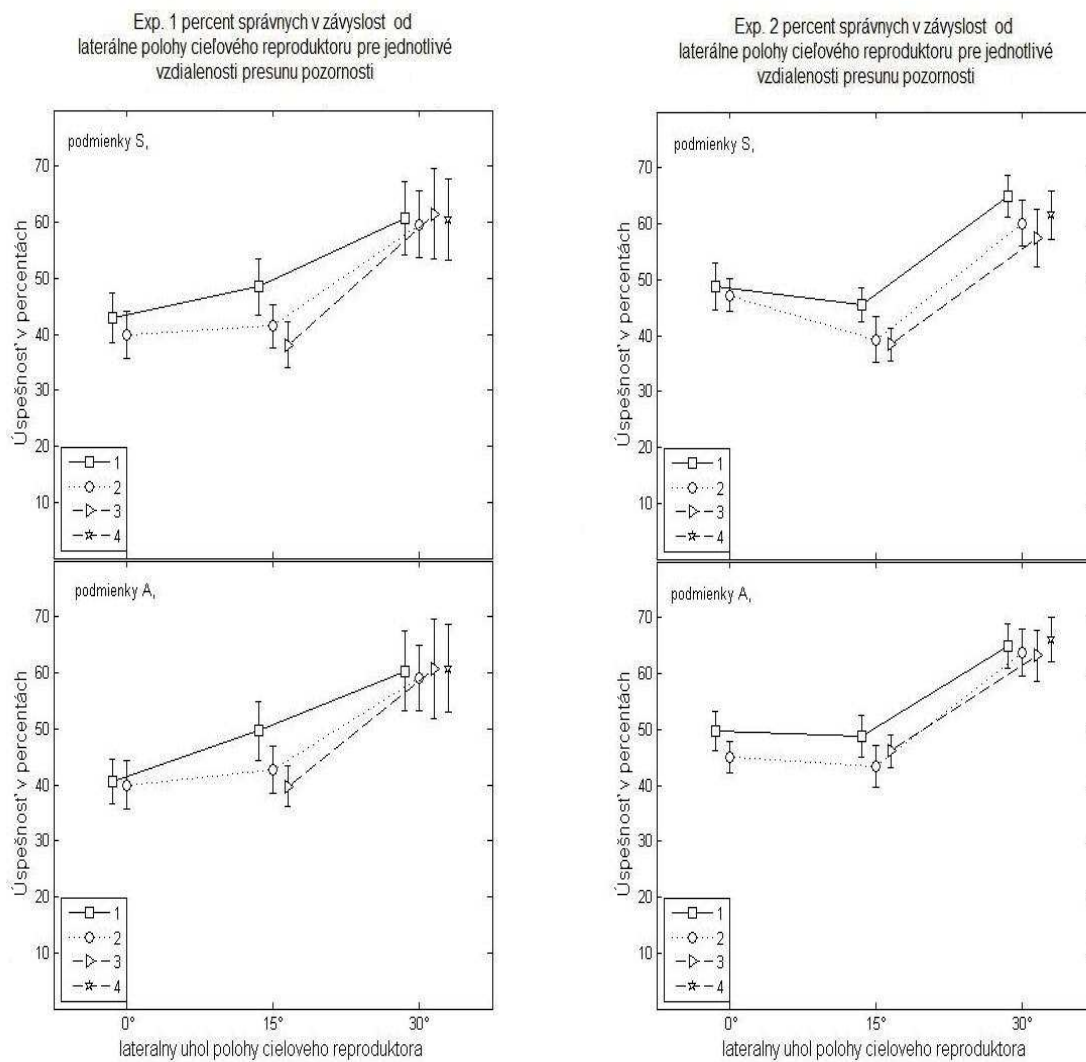 Exp. 1 percent správnych v závyslost od
laterálne polohy cieľového reproduktoru pre jednotlivé
vzdialenosti presunu pozornosti
podmienky S,
Úspešnosť v percentách
70
60
50
40
30
20
10
1
2
3
4
podmienky A,
Úspešnosť v percentách
70
60
50
40
30
20
10
1
2
3
4
0° 15° 30°
lateralny uhol polohy cieloveho reproduktora
Exp. 2 percent správnych v závyslost od
laterálne polohy cieľového reproduktoru pre jednotlivé
vzdialenosti presunu pozornosti
podmienky S,
Úspešnosť v percentách
70
60
50
40
30
20
10
1
2
3
4
podmienky A,
Úspešnosť v percentách
70
60
50
40
30
20
10
1
2
3
4
0° 15° 30°
lateralny uhol polohy cieloveho reproduktora